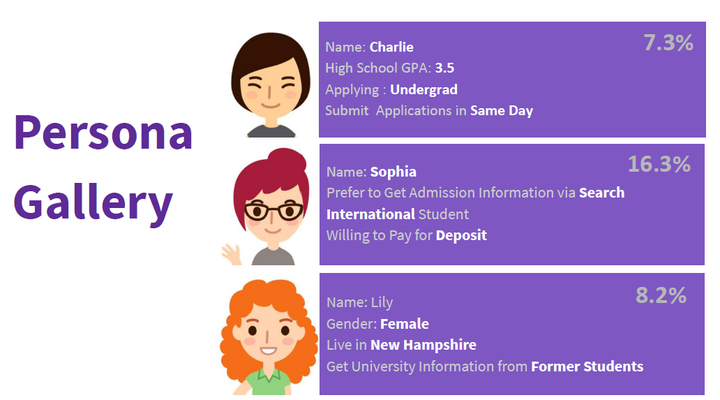 Persona
Gallery
7.3%
Name: Charlie
High School GPA: 3.5
Applying : Undergrad
Submit Applications in Same Day
16.3%
Name: Sophia
Prefer to Get Admission Information via Search
International Student
Willing to Pay for Deposit
8.2%
Name: Lily
Gender: Female
Live in New Hampshire
Get University Information from Former Students